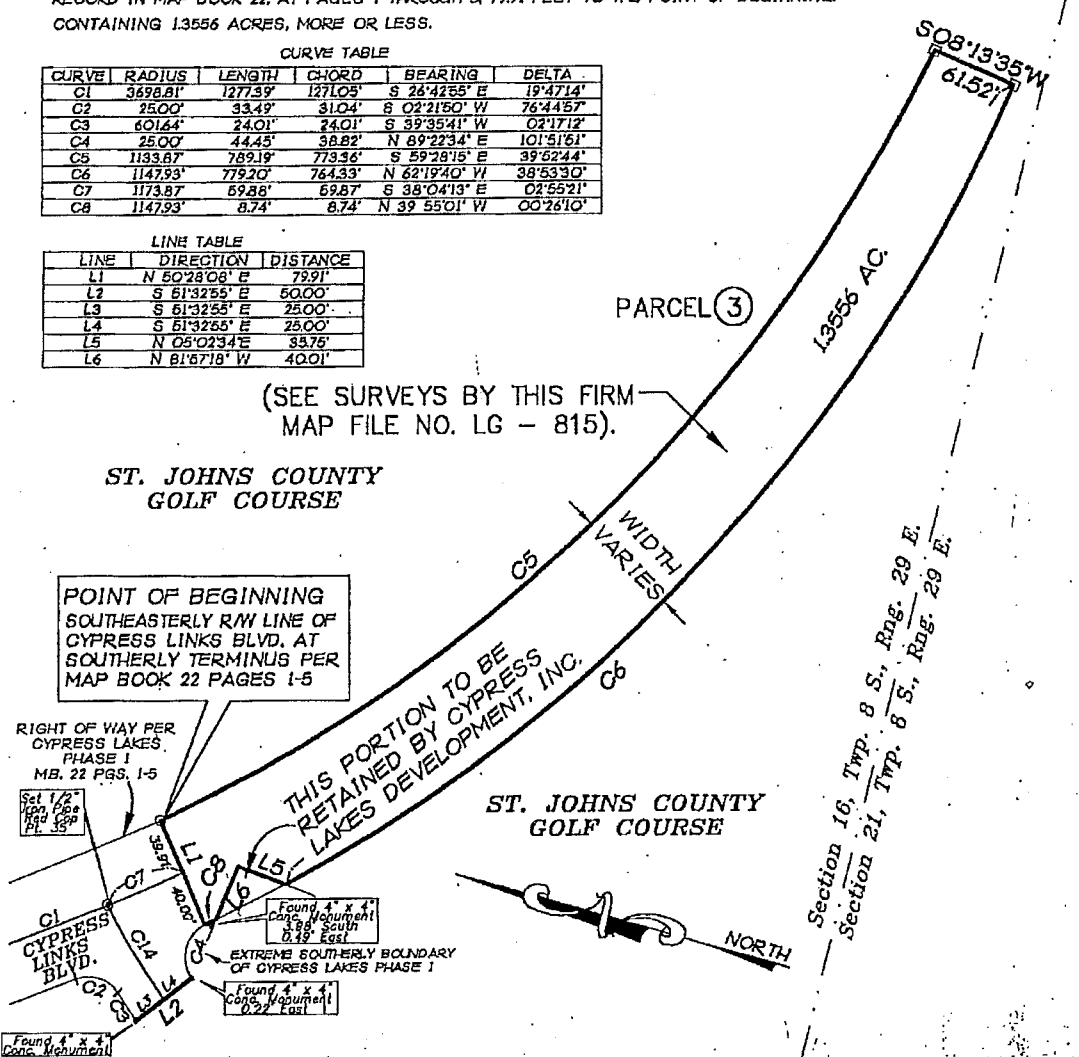 CONTAINING 1.3556 ACRES, MORE OR LESS.
CURVE TABLE
CURVE RADIUS LENGTH CHORD BEARING DELTA
C1 3698.81' 1277.39' 1271.05' S 26°42'55" E 19°47'14"
C2 25.00' 33.49' 31.04' S 02°21'50" W 76°44'57"
C3 601.64' 24.01' 24.01' S 39°35'41" W 02°17'12"
C4 25.00' 44.45' 38.82' N 89°22'34" E 101°51'51"
C5 1133.87' 789.19' 773.36' S 59°28'15" E 39°52'44"
C6 1147.93' 779.20' 764.33' N 62°19'40" W 38°53'30"
C7 1173.87' 59.88' 59.87' S 38°04'13" E 02°55'21"
C8 1147.93' 8.74' 8.74' N 39 55'01" W 00°26'10"
LINE TABLE
LINE DIRECTION DISTANCE
L1 N 50°28'08" E 79.91'
L2 S 51°32'55" E 50.00'
L3 S 51°32'55" E 25.00'
L4 S 51°32'55" E 25.00'
L5 N 05°02'34"E 35.75'
L6 N 81°57'18" W 40.01'
S08°13'35"W
61.52'
PARCEL 3
1.3556 AC.
(SEE SURVEYS BY THIS FIRM
MAP FILE NO. LG - 815).
ST. JOHNS COUNTY
GOLF COURSE
WIDTH
VARIES
C5
C6
POINT OF BEGINNING
SOUTHEASTERLY R/W LINE OF
CYPRESS LINKS BLVD. AT
SOUTHERLY TERMINUS PER
MAP BOOK 22 PAGES 1-5
THIS PORTION TO BE
RETAINED BY CYPRESS
LAKES DEVELOPMENT, INC.
RIGHT OF WAY PER
CYPRESS LAKES
PHASE 1
MB. 22 PGS. 1-5
Set 1/2"
Iron Pipe
Red Cap
ST. JOHNS COUNTY
GOLF COURSE
Section 16, Twp. 8 S., Rng. 29 E.
Section 21, Twp. 8 S., Rng. 29 E.
39.91'
L1
40.00'
C8
L6
L5
C7
C1
CYPRESS
LINKS
BLVD.
C14
C4
Found 4" x 4"
Conc. Monument
3.88' South
0.49' East
EXTREME SOUTHERLY BOUNDARY
OF CYPRESS LAKES PHASE 1
NORTH
C2
C3
L3
L4
L2
Found 4" x 4"
Conc. Monument
0.22' East
Found 4" x 4"
Conc. Monument